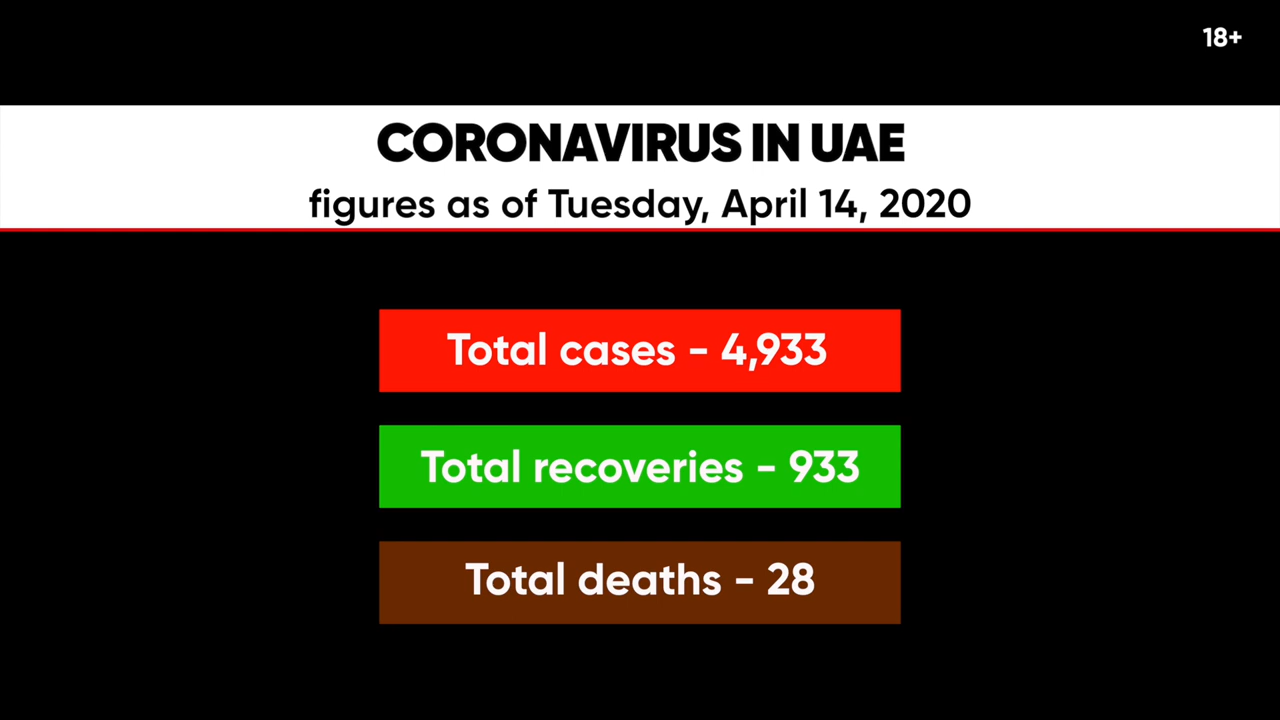 18+
CORONAVIRUS IN UAE
figures as of Tuesday, April 14, 2020
Total cases - 4,933
Total recoveries - 933
Total deaths - 28